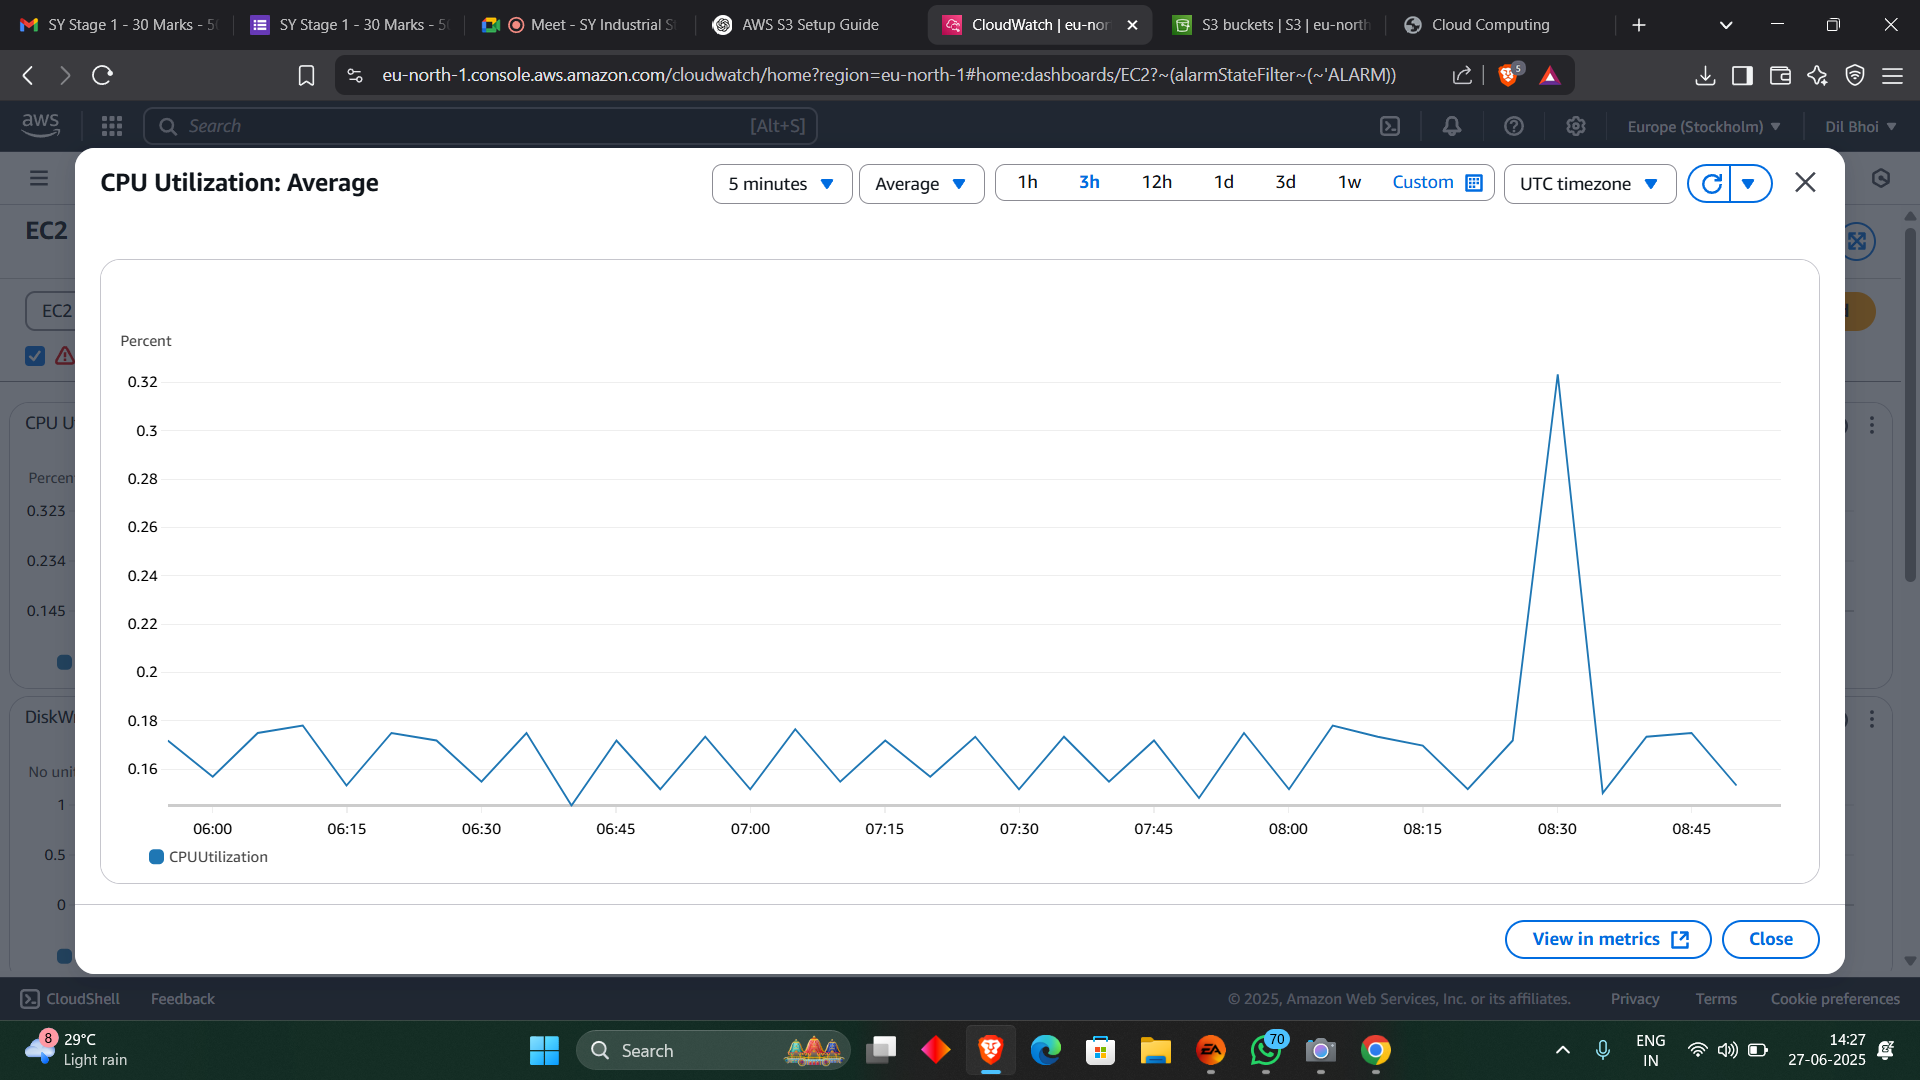 SY Stage 1 - 30 Marks - 5
SY Stage 1 - 30 Marks - 5
Meet - SY Industrial
AWS S3 Setup Guide
CloudWatch | eu-nor
S3 buckets | S3 | eu-north
Cloud Computing
eu-north-1.console.aws.amazon.com/cloudwatch/home?region=eu-north-1#home:dashboards/EC2?~(alarmStateFilter~(~'ALARM))
5
aws
Search
[Alt+S]
Europe (Stockholm)
Dil Bhoi
CPU Utilization: Average
5 minutes
Average
1h
3h
12h
1d
3d
1w
Custom
UTC timezone
EC2
EC2
CPU U
Percen
0.323
0.234
0.145
DiskW
No uni
1
0.5
0
Percent
0.32
0.3
0.28
0.26
0.24
0.22
0.2
0.18
0.16
06:00
06:15
06:30
06:45
07:00
07:15
07:30
07:45
08:00
08:15
08:30
08:45
CPUUtilization
View in metrics
Close
CloudShell
Feedback
© 2025, Amazon Web Services, Inc. or its affiliates.
Privacy
Terms
Cookie preferences
8
29°C
Light rain
Search
EA
70
ENG
IN
14:27
27-06-2025